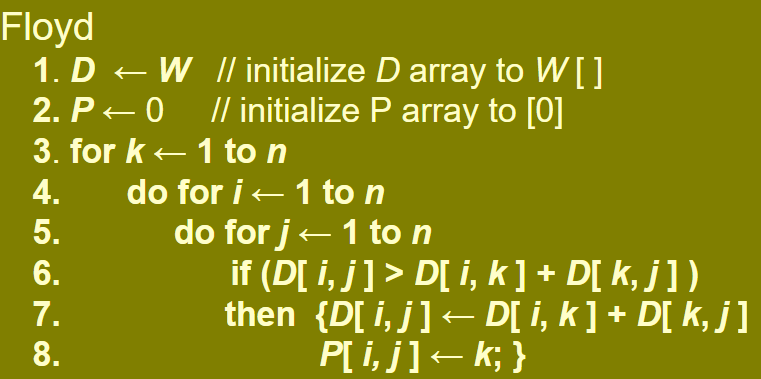 Floyd
1. D ← W // initialize D array to W [ ]
2. P ← 0 // initialize P array to [0]
3. for k ← 1 to n
4. do for i ← 1 to n
5. do for j ← 1 to n
6. if (D[ i, j ] > D[ i, k ] + D[ k, j ] )
7. then {D[ i, j ] ← D[ i, k ] + D[ k, j ]
8. P[ i, j ] ← k; }